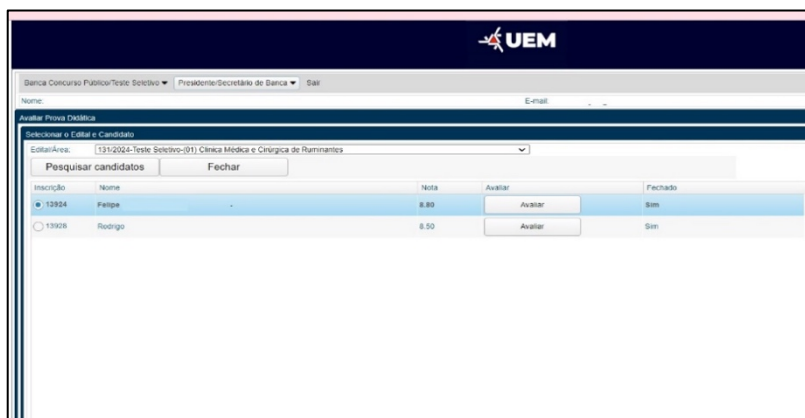 UEM
Banca Concurso Público/Teste Seletivo Presidente/Secretário de Banca Sair
Nome: E-mail:
Avaliar Prova Didática
Selecionar o Edital e Candidato
Edital/Área: 131/2024-Teste Seletivo-(01) Clínica Médica e Cirúrgica de Ruminantes
Pesquisar candidatos Fechar
Inscrição Nome Nota Avaliar Fechado
13924 Felipe - 8.80 Avaliar Sim
13928 Rodrigo 8.50 Avaliar Sim